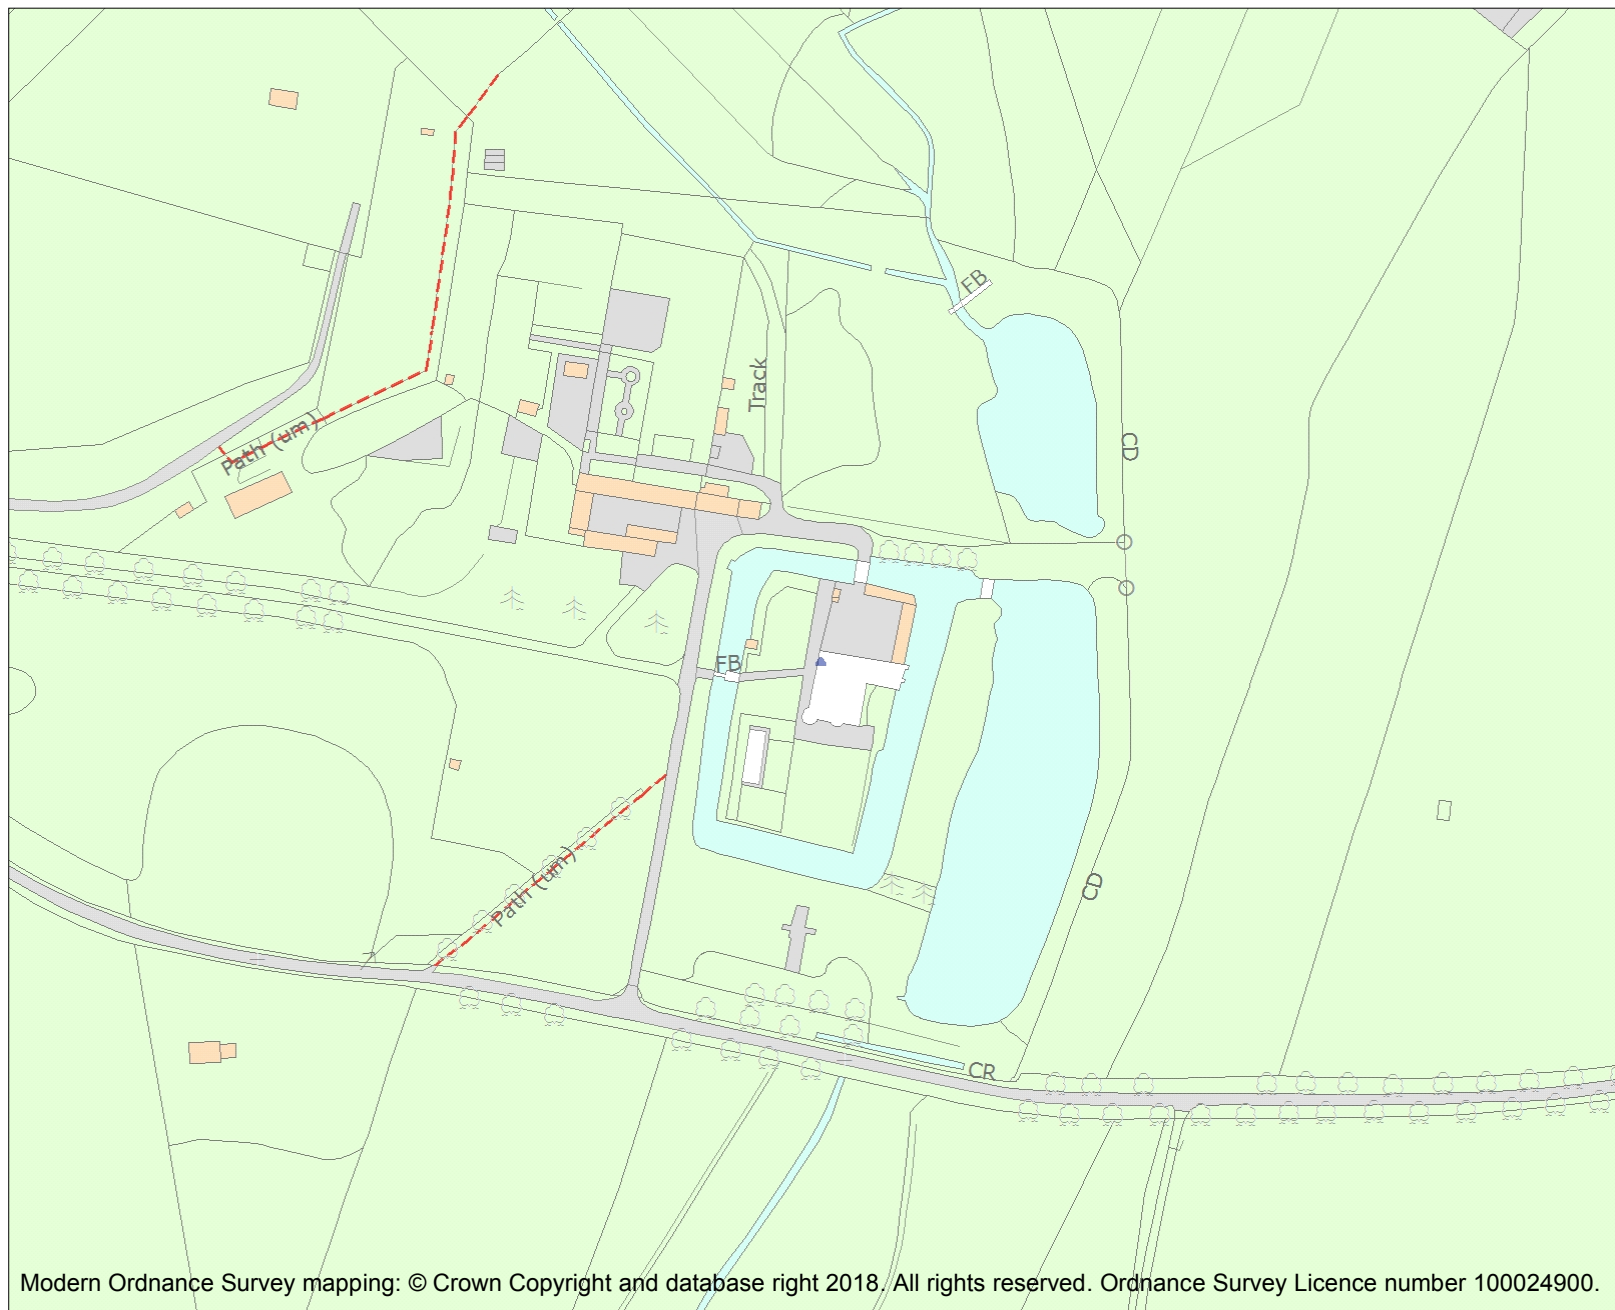 FB
Track
CD
Path (um)
FB
Path (um)
CD
CR
Modern Ordnance Survey mapping: © Crown Copyright and database right 2018. All rights reserved. Ordnance Survey Licence number 100024900.